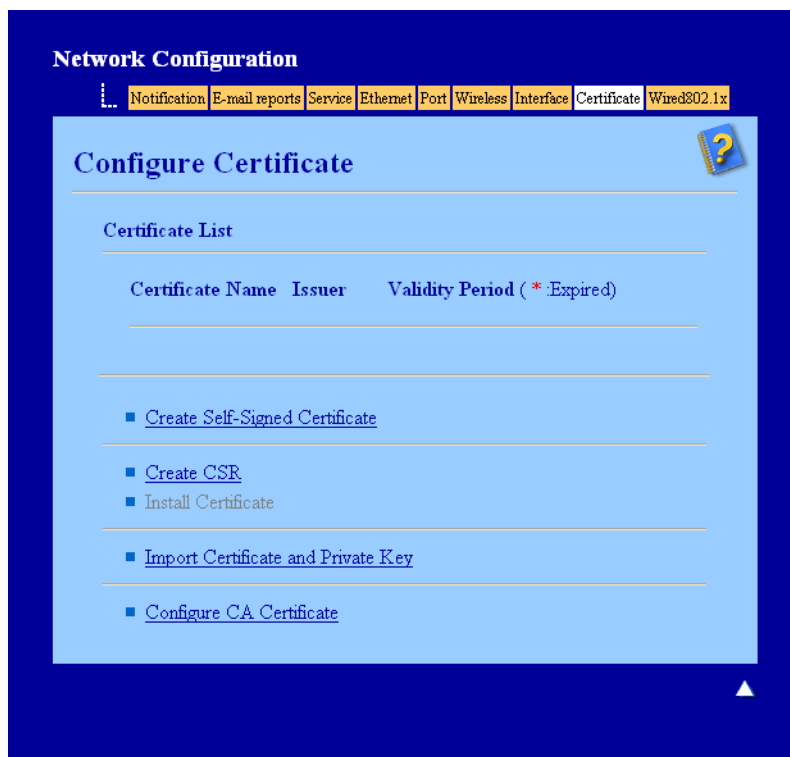 Network Configuration
Notification E-mail reports Service Ethernet Port Wireless Interface Certificate Wired802.1x
Configure Certificate
?
Certificate List
Certificate Name Issuer Validity Period ( * :Expired)
Create Self-Signed Certificate
Create CSR
Install Certificate
Import Certificate and Private Key
Configure CA Certificate